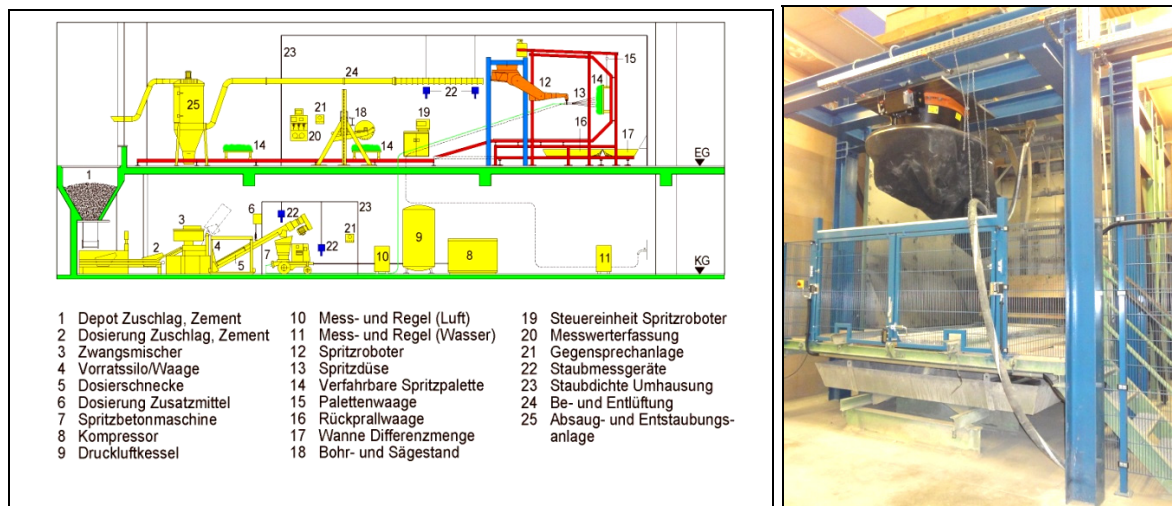 15
23
24
12
14
25
22
13
21
18
19
20
14
14
16
17
EG
1
6
22
23
3
21
2
4
5
7
22
10
9
8
11
KG
1 Depot Zuschlag, Zement
2 Dosierung Zuschlag, Zement
3 Zwangsmischer
4 Vorratssilo/Waage
5 Dosierschnecke
6 Dosierung Zusatzmittel
7 Spritzbetonmaschine
8 Kompressor
9 Druckluftkessel
10 Mess- und Regel (Luft)
11 Mess- und Regel (Wasser)
12 Spritzroboter
13 Spritzdüse
14 Verfahrbare Spritzpalette
15 Palettenwaage
16 Rückprallwaage
17 Wanne Differenzmenge
18 Bohr- und Sägestand
19 Steuereinheit Spritzroboter
20 Messwerterfassung
21 Gegensprechanlage
22 Staubmessgeräte
23 Staubdichte Umhausung
24 Be- und Entlüftung
25 Absaug- und Entstaubungs-
anlage